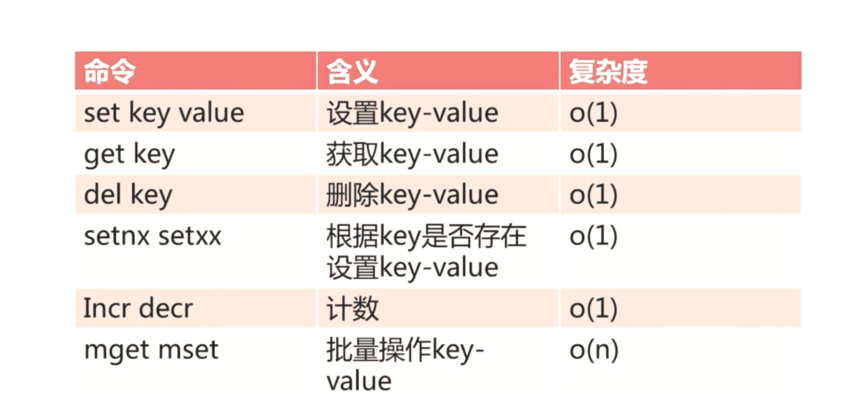 命令 含义 复杂度
set key value 设置key-value o(1)
get key 获取key-value o(1)
del key 删除key-value o(1)
setnx setxx 根据key是否存在 o(1)
设置key-value
Incr decr 计数 o(1)
mget mset 批量操作key- o(n)
value